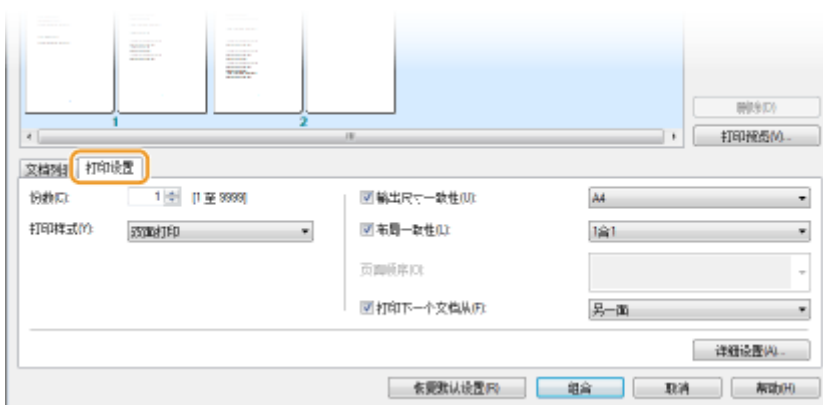 1
2
删除(D)
打印预览(V)...
文档列表
打印设置
份数(C):
1
[1 至 9999]
输出尺寸一致性(U):
A4
打印样式(Y):
双面打印
布局一致性(L):
1合1
页面顺序(O):
打印下一个文档从(F):
另一面
详细设置(A)...
恢复默认设置(R)
组合
取消
帮助(H)